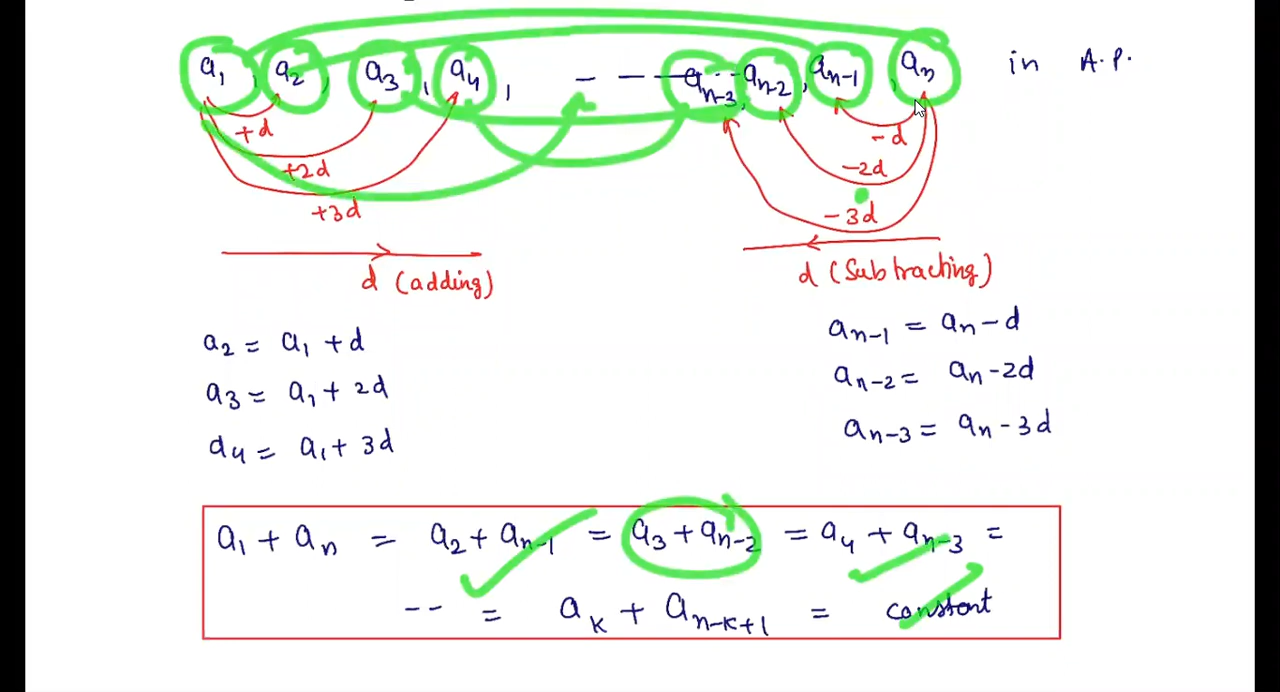 a₁, a₂, a₃, a₄, - - - - - aₙ₋₃, aₙ₋₂, aₙ₋₁, aₙ in A.P.
+d -d
+2d -2d
+3d -3d
d (adding) d (Subtracting)
a₂ = a₁ + d aₙ₋₁ = aₙ - d
a₃ = a₁ + 2d aₙ₋₂ = aₙ - 2d
a₄ = a₁ + 3d aₙ₋₃ = aₙ - 3d
a₁ + aₙ = a₂ + aₙ₋₁ = a₃ + aₙ₋₂ = a₄ + aₙ₋₃ =
-- = aₖ + aₙ₋ₖ₊₁ = constant